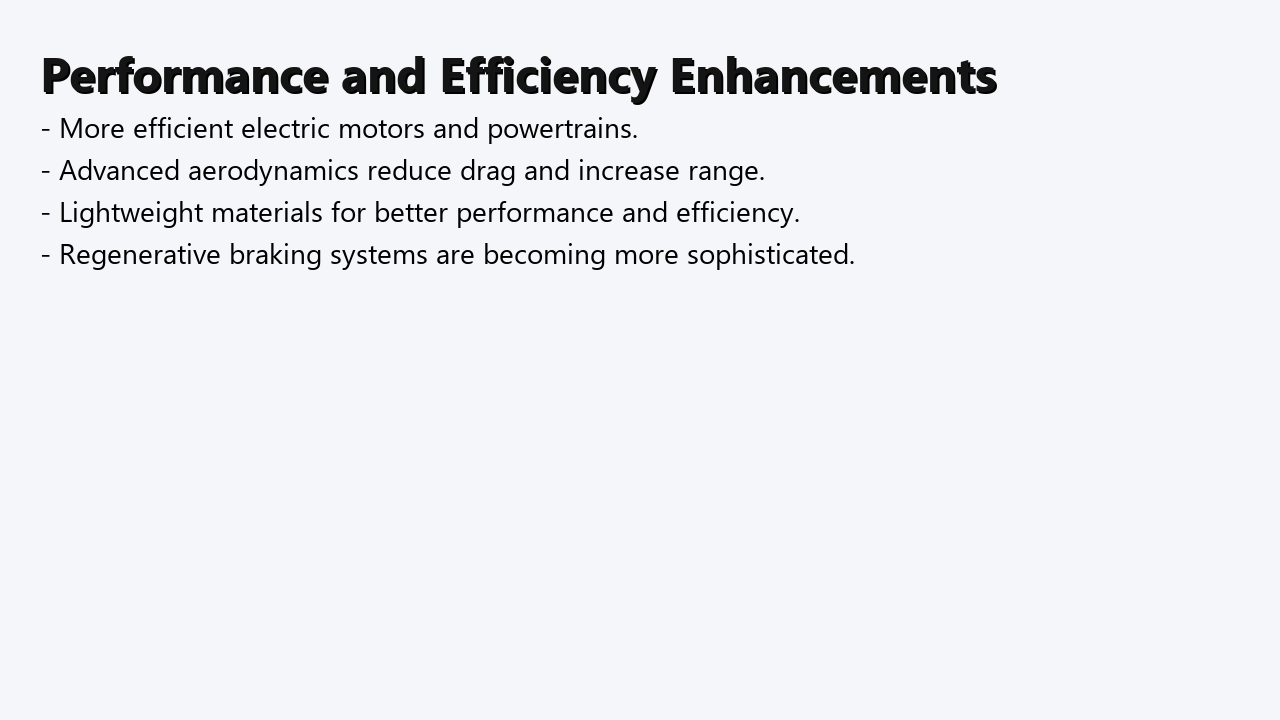 Performance and Efficiency Enhancements
- More efficient electric motors and powertrains.
- Advanced aerodynamics reduce drag and increase range.
- Lightweight materials for better performance and efficiency.
- Regenerative braking systems are becoming more sophisticated.